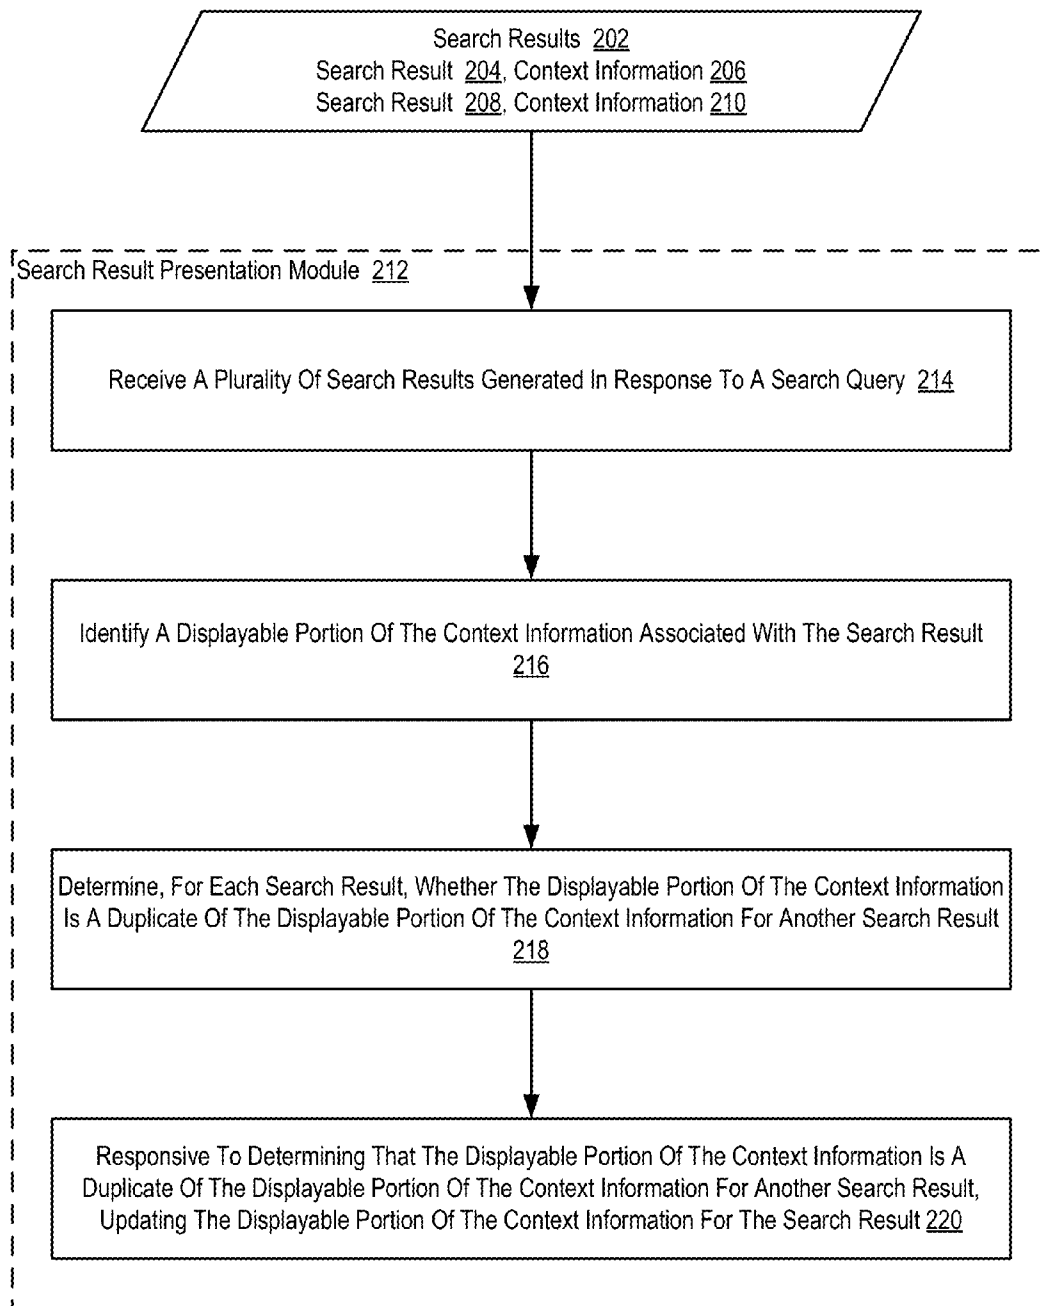 Search Results 202
Search Result 204, Context Information 206
Search Result 208, Context Information 210
Search Result Presentation Module 212
Receive A Plurality Of Search Results Generated In Response To A Search Query 214
Identify A Displayable Portion Of The Context Information Associated With The Search Result
216
Determine, For Each Search Result, Whether The Displayable Portion Of The Context Information
Is A Duplicate Of The Displayable Portion Of The Context Information For Another Search Result
218
Responsive To Determining That The Displayable Portion Of The Context Information Is A
Duplicate Of The Displayable Portion Of The Context Information For Another Search Result,
Updating The Displayable Portion Of The Context Information For The Search Result 220